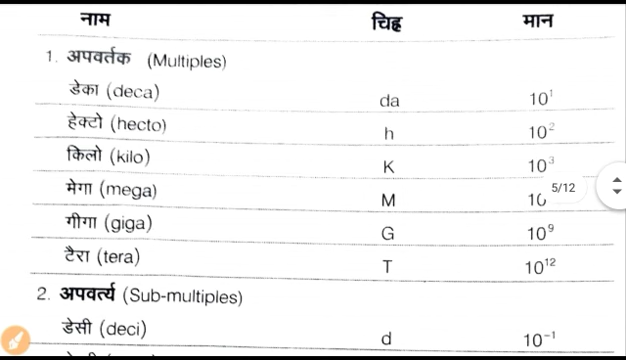 नाम चिह्न मान
1. अपवर्तक (Multiples)
डेका (deca) da 10¹
हेक्टो (hecto) h 10²
किलो (kilo) K 10³
मेगा (mega) M 10
5/12
गीगा (giga) G 10⁹
टैरा (tera) T 10¹²
2. अपवर्त्य (Sub-multiples)
डेसी (deci) d 10⁻¹